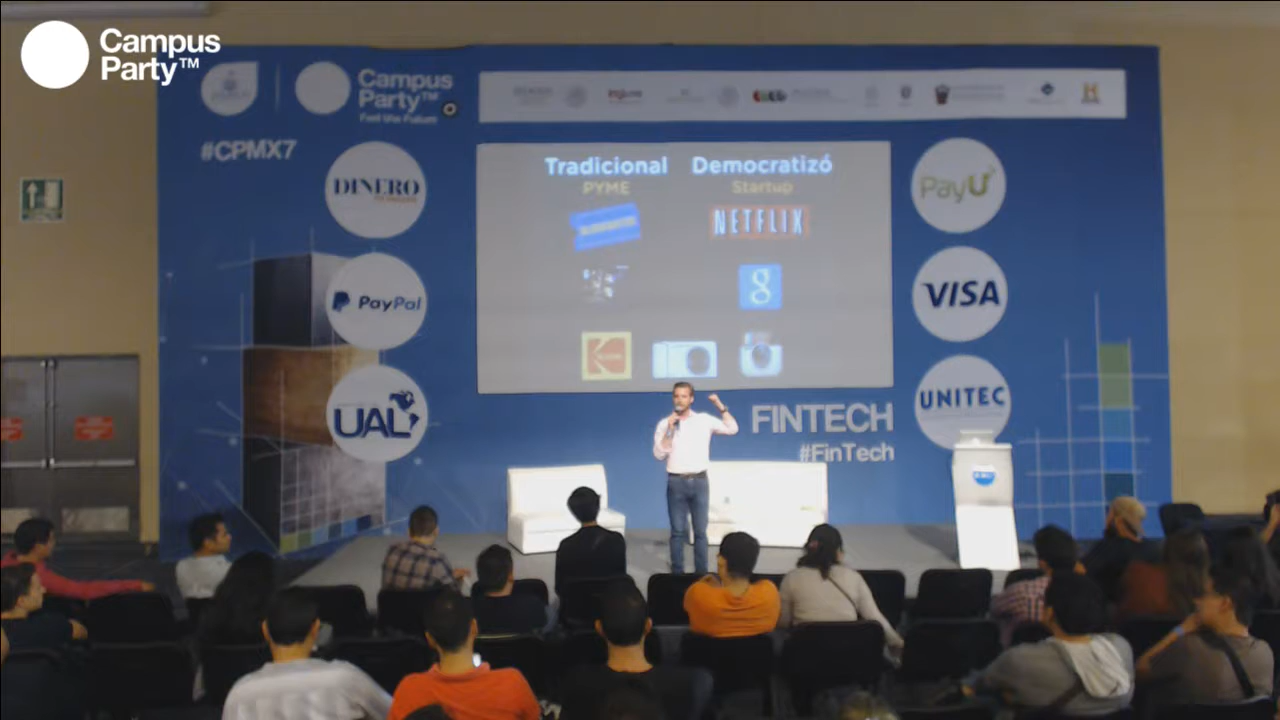 Campus
Party™
Campus
Party™
Feel the Future
#CPMX7
DINERO
PayPal
UAL
Tradicional Democratizó
PYME Startup
NETFLIX
g
PayU
VISA
UNITEC
FINTECH
#FinTech
H